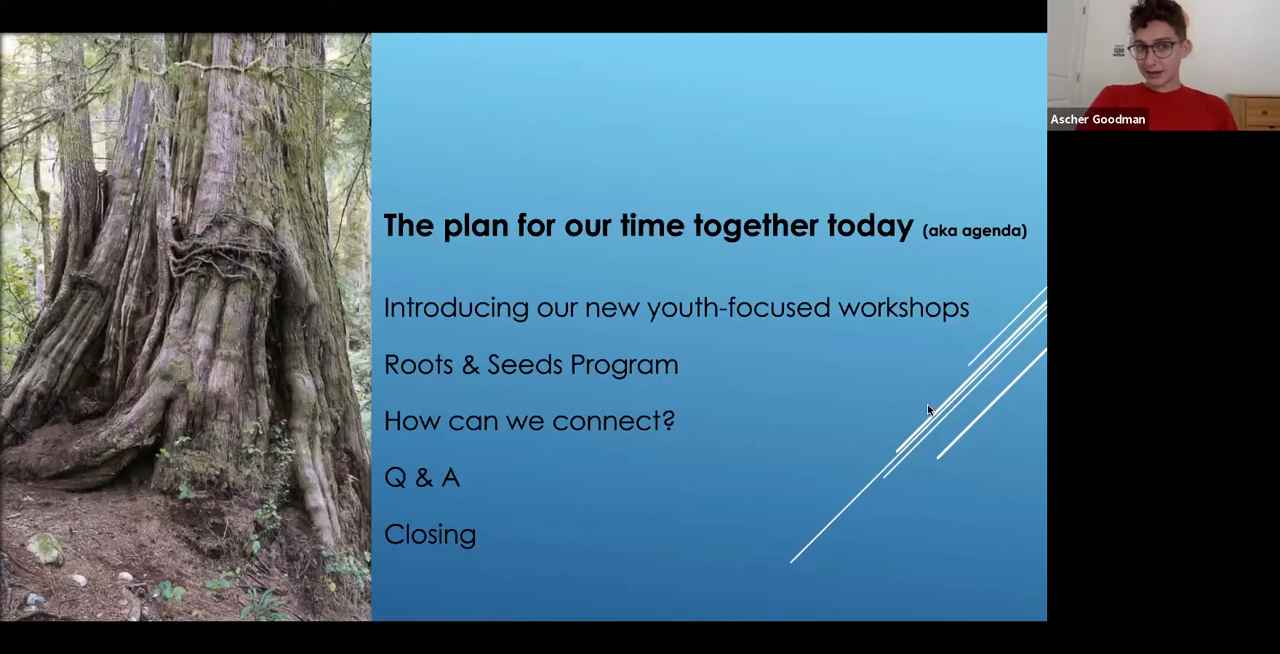 The plan for our time together today (aka agenda)
Introducing our new youth-focused workshops
Roots & Seeds Program
How can we connect?
Q & A
Closing
Ascher Goodman